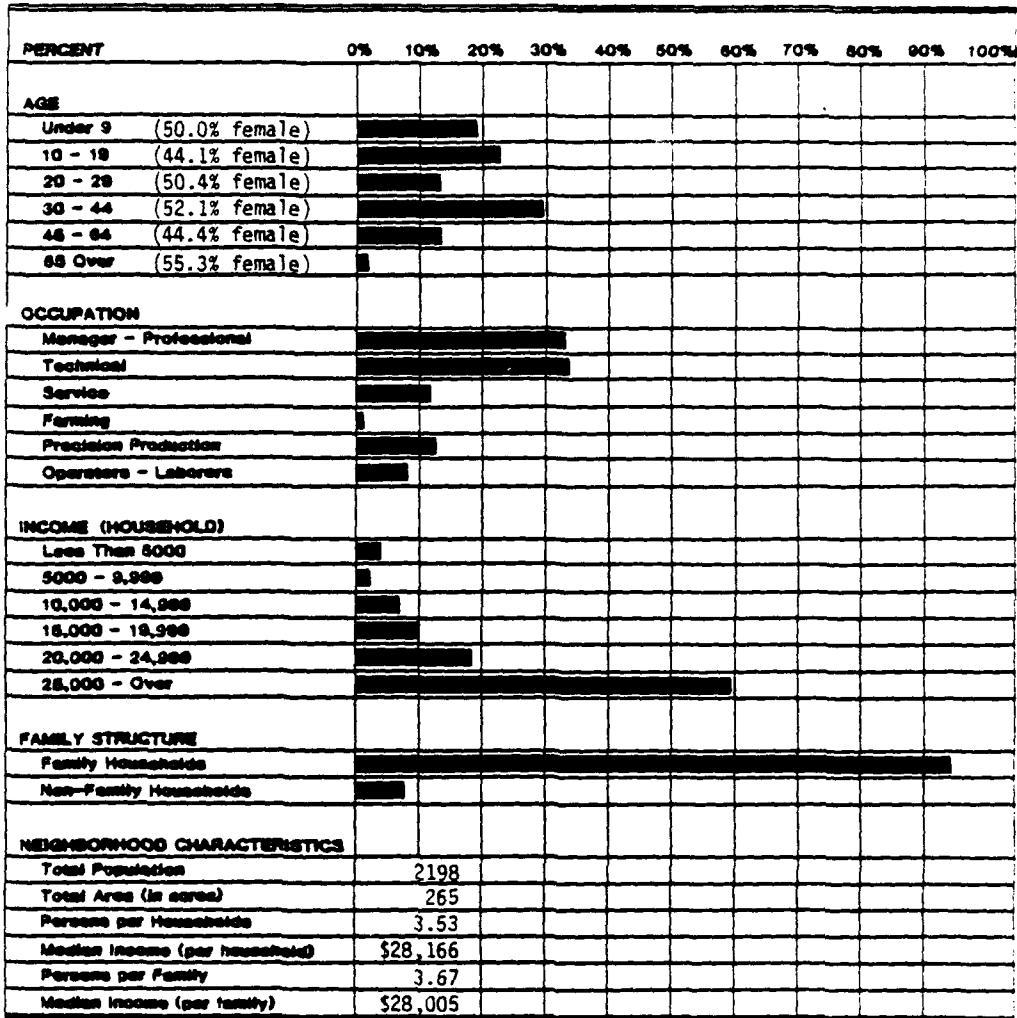 PERCENT 0% 10% 20% 30% 40% 50% 60% 70% 80% 90% 100%
AGE
Under 9 (50.0% female)
10 - 19 (44.1% female)
20 - 29 (50.4% female)
30 - 44 (52.1% female)
45 - 64 (44.4% female)
65 Over (55.3% female)
OCCUPATION
Manager - Professional
Technical
Service
Farming
Precision Production
Operators - Laborers
INCOME (HOUSEHOLD)
Less Than 5000
5000 - 9,999
10,000 - 14,999
15,000 - 19,999
20,000 - 24,999
25,000 - Over
FAMILY STRUCTURE
Family Households
Non-Family Households
NEIGHBORHOOD CHARACTERISTICS
Total Population 2198
Total Area (in acres) 265
Persons per Households 3.53
Median Income (per household) $28,166
Persons per Family 3.67
Median Income (per family) $28,005